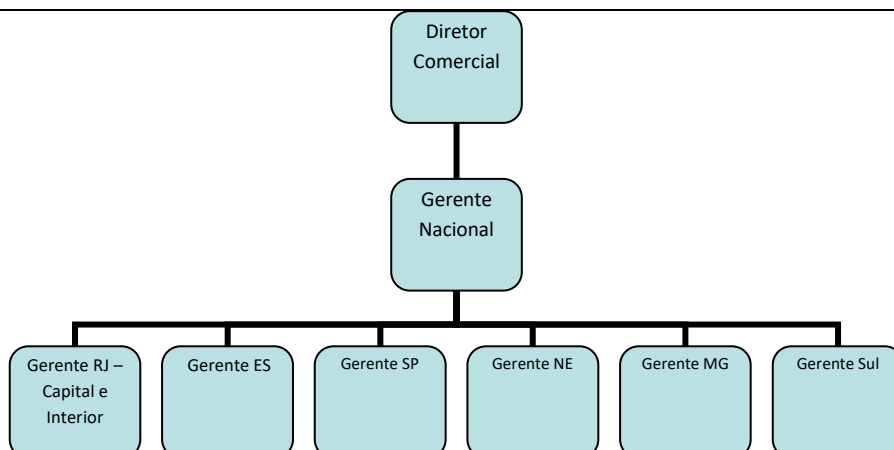 Diretor
Comercial
Gerente
Nacional
Gerente RJ –
Capital e
Interior
Gerente ES
Gerente SP
Gerente NE
Gerente MG
Gerente Sul